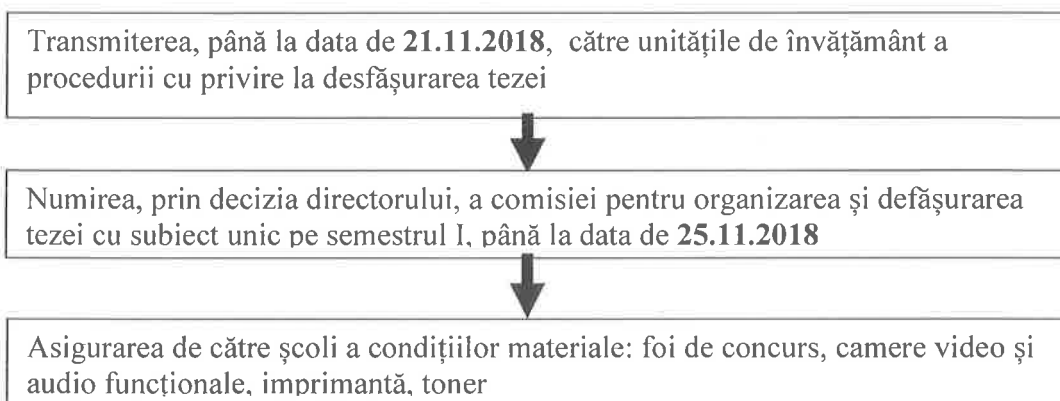 Transmiterea, până la data de 21.11.2018, către unitățile de învățământ a
procedurii cu privire la desfășurarea tezei
Numirea, prin decizia directorului, a comisiei pentru organizarea și defășurarea
tezei cu subiect unic pe semestrul I, până la data de 25.11.2018
Asigurarea de către școli a condițiilor materiale: foi de concurs, camere video și
audio funcționale, imprimantă, toner